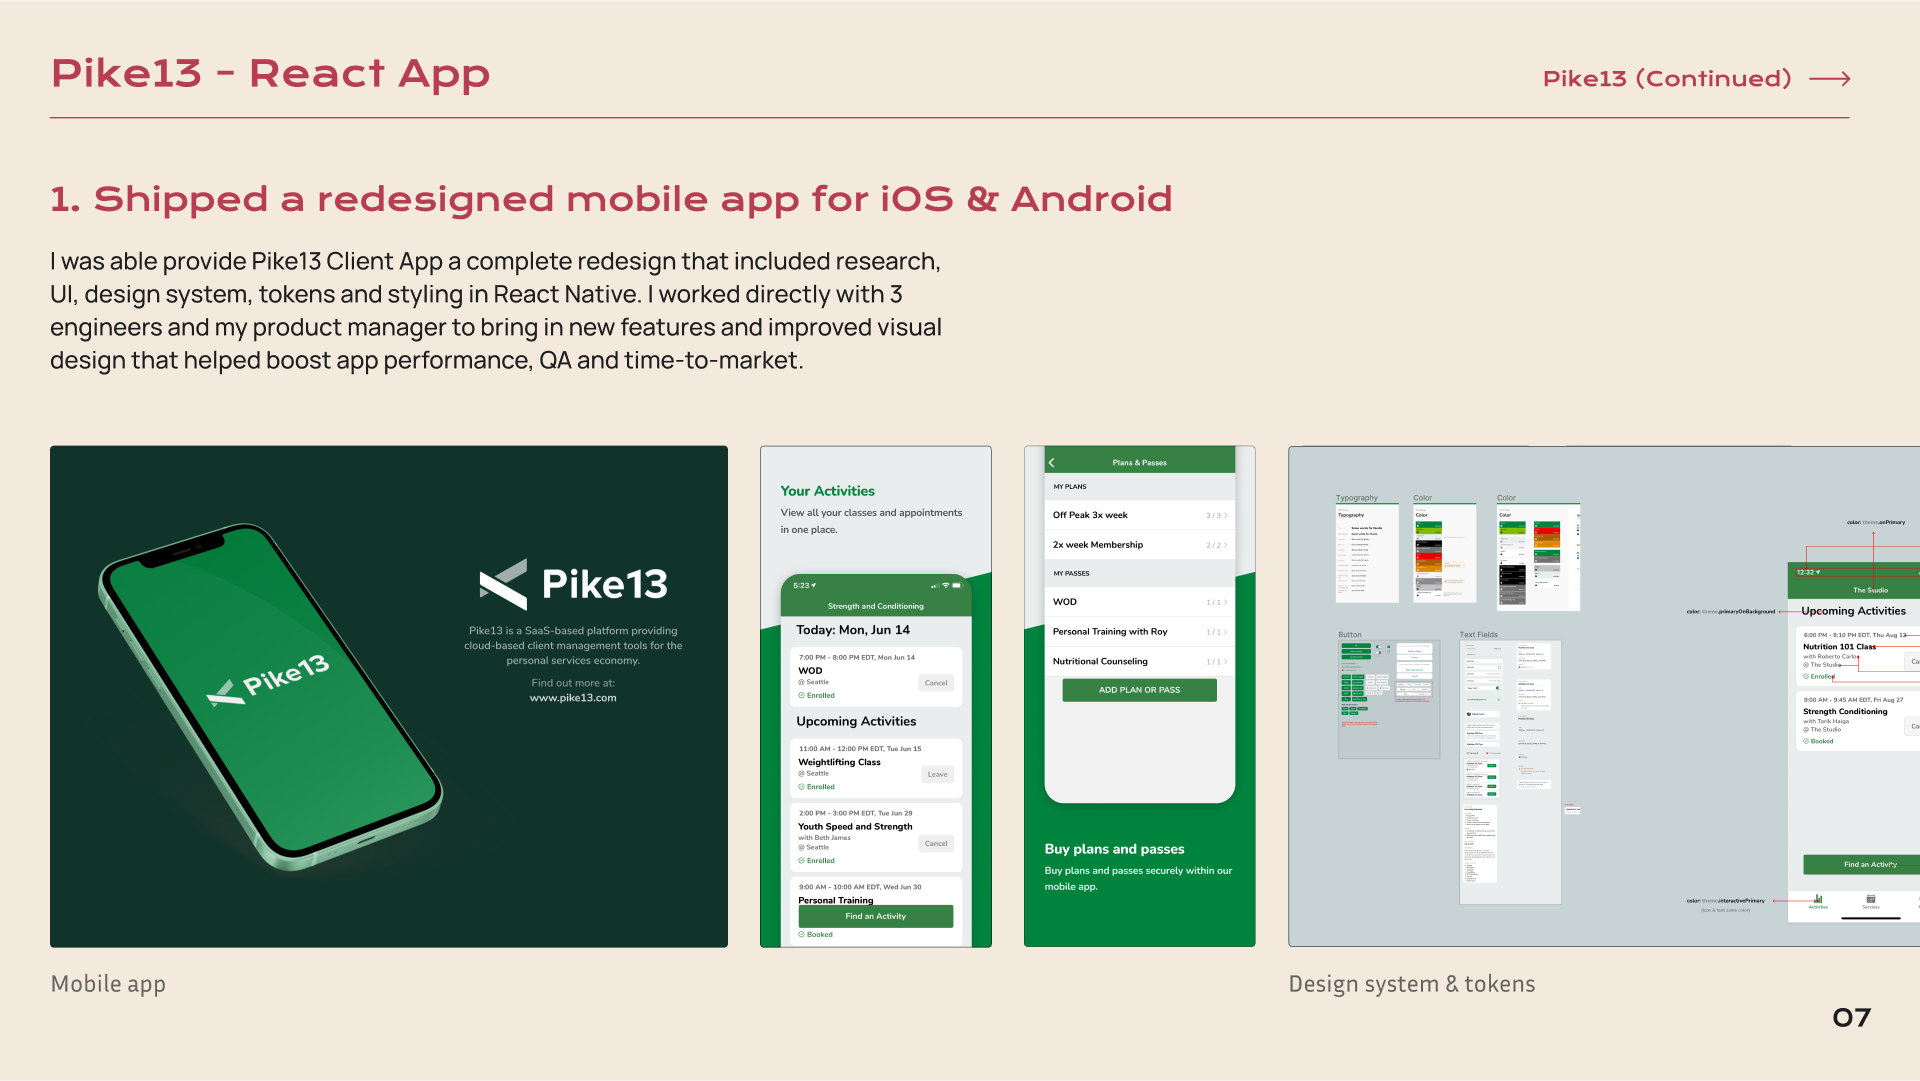 Pike13 - React App
Pike13 (Continued)
1. Shipped a redesigned mobile app for iOS & Android
I was able provide Pike13 Client App a complete redesign that included research,
UI, design system, tokens and styling in React Native. I worked directly with 3
engineers and my product manager to bring in new features and improved visual
design that helped boost app performance, QA and time-to-market.
Pike13
Pike13
Pike13 is a SaaS-based platform providing
cloud-based client management tools for the
personal services economy.
Find out more at:
www.pike13.com
Your Activities
View all your classes and appointments
in one place.
5:23
Strength and Conditioning
Today: Mon, Jun 14
7:00 PM - 8:00 PM EDT, Mon Jun 14
WOD
@ Seattle
Cancel
Enrolled
Upcoming Activities
11:00 AM - 12:00 PM EDT, Tue Jun 15
Weightlifting Class
@ Seattle
Leave
Enrolled
2:00 PM - 3:00 PM EDT, Tue Jun 29
Youth Speed and Strength
with Beth James
@ Seattle
Cancel
Enrolled
9:00 AM - 10:00 AM EDT, Wed Jun 30
Personal Training
Find an Activity
Booked
Plans & Passes
MY PLANS
Off Peak 3x week 3 / 3
2x week Membership 2 / 2
MY PASSES
WOD 1 / 1
Personal Training with Roy 1 / 1
Nutritional Counseling 1 / 1
ADD PLAN OR PASS
Buy plans and passes
Buy plans and passes securely within our
mobile app.
Typography
Typography
Color
Color
Color
Color
Button
Text Fields
color: theme.onPrimary
12:32
The Studio
color: theme.primaryOnBackground
Upcoming Activities
6:00 PM - 8:10 PM EDT, Thu Aug 12
Nutrition 101 Class
with Roberto Carlos
@ The Studio
Enrolled
9:00 AM - 9:45 AM EDT, Fri Aug 27
Strength Conditioning
with Tarik Haiga
@ The Studio
Booked
Find an Activity
color: theme.interactivePrimary
Activities
Services
Mobile app
Design system & tokens
07